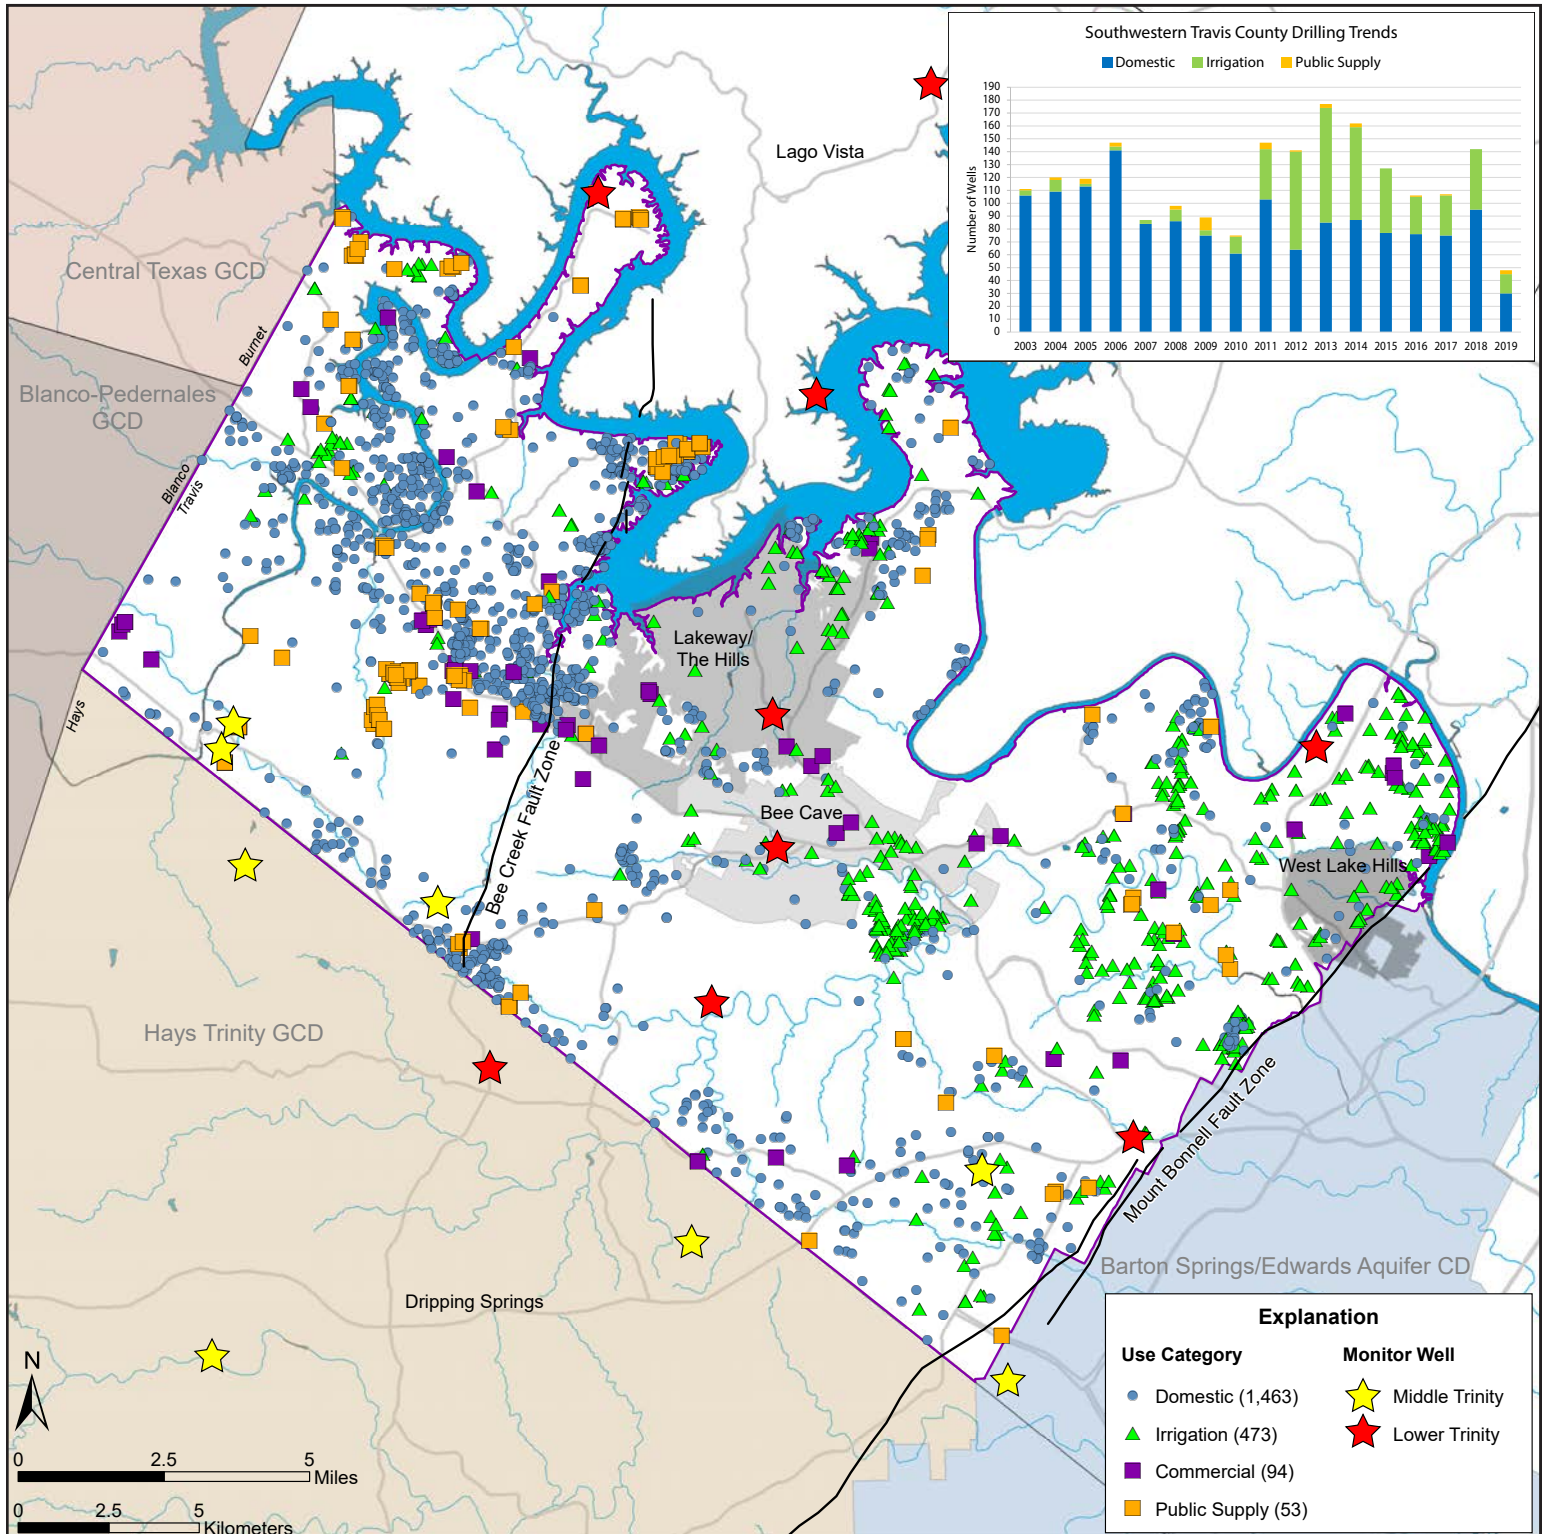 Southwestern Travis County Drilling Trends
Domestic Irrigation Public Supply
Number of Wells
190
180
170
160
150
140
130
120
110
100
90
80
70
60
50
40
30
20
10
0
2003 2004 2005 2006 2007 2008 2009 2010 2011 2012 2013 2014 2015 2016 2017 2018 2019
Lago Vista
Central Texas GCD
Burnet
Blanco-Pedernales
GCD
Blanco
Travis
Hays
Lakeway/
The Hills
Bee Creek Fault Zone
Bee Cave
West Lake Hills
Hays Trinity GCD
Mount Bonnell Fault Zone
Barton Springs/Edwards Aquifer CD
Dripping Springs
N
0 2.5 5
Miles
0 2.5 5
Kilometers
Explanation
Use Category Monitor Well
Domestic (1,463) Middle Trinity
Irrigation (473) Lower Trinity
Commercial (94)
Public Supply (53)